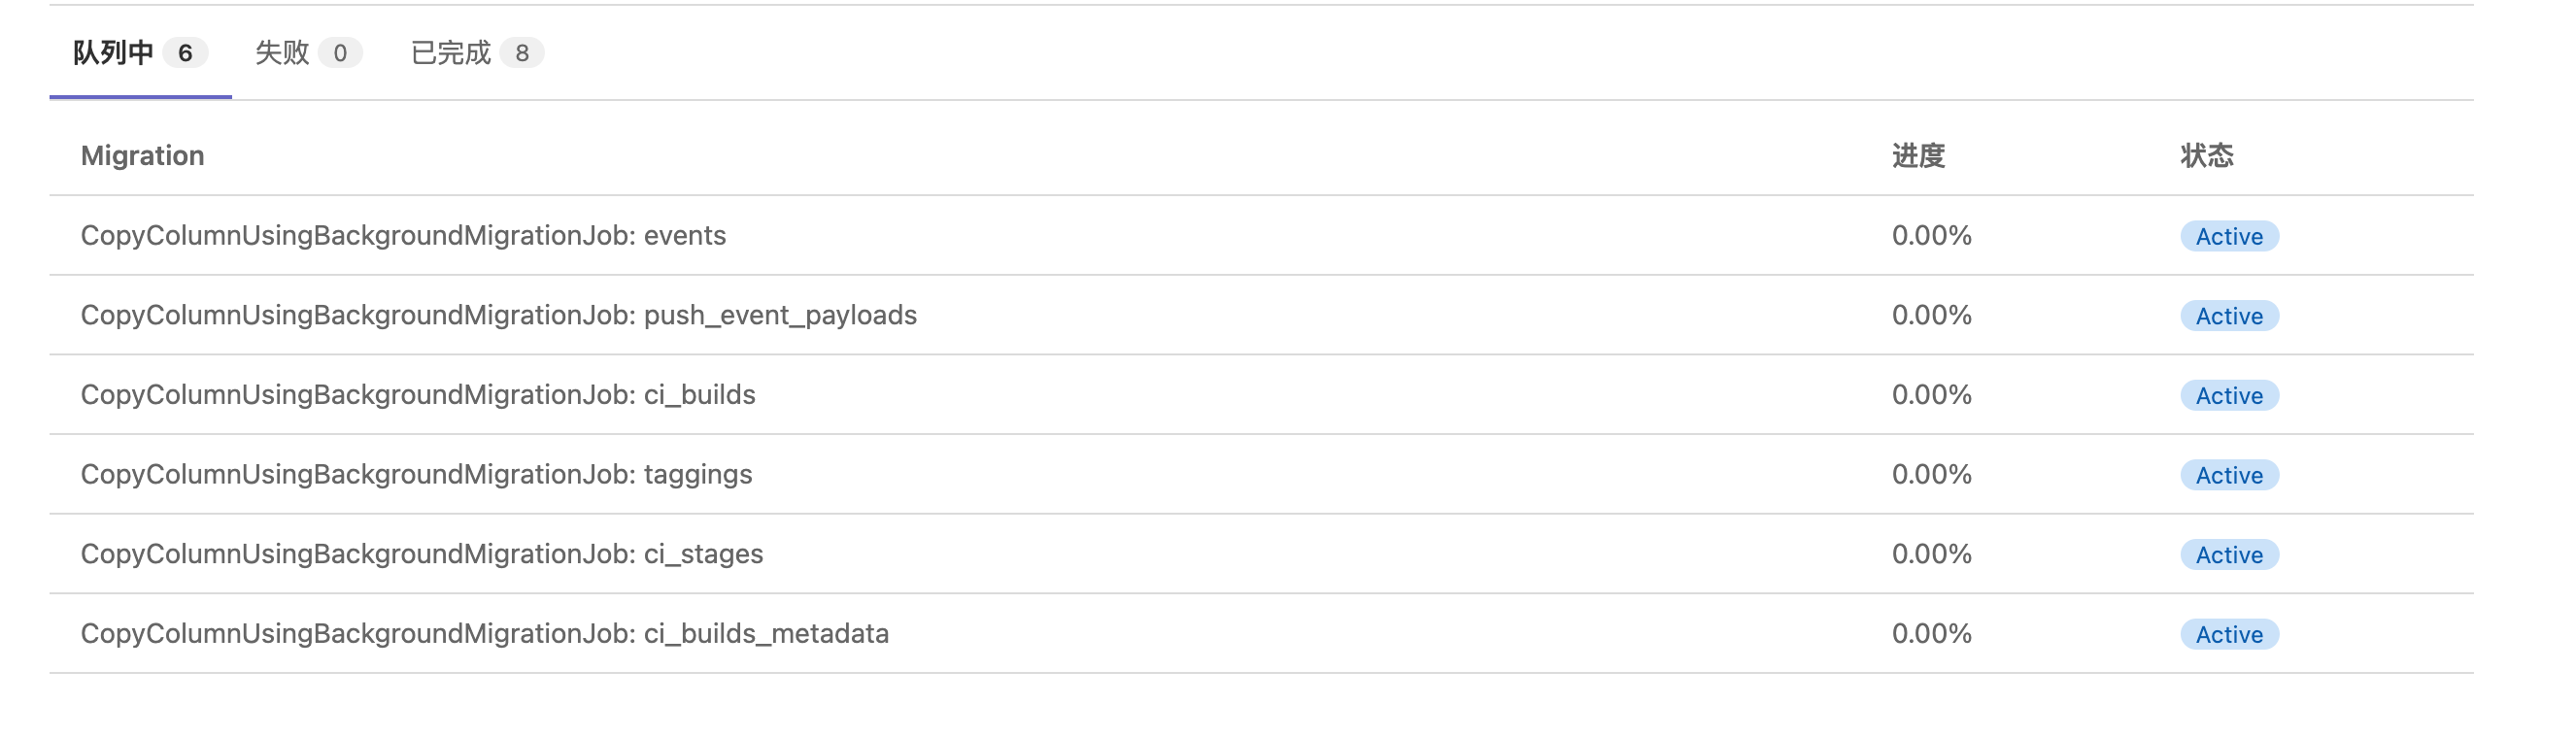 队列中 6 失败 0 已完成 8
Migration 进度 状态
CopyColumnUsingBackgroundMigrationJob: events 0.00% Active
CopyColumnUsingBackgroundMigrationJob: push_event_payloads 0.00% Active
CopyColumnUsingBackgroundMigrationJob: ci_builds 0.00% Active
CopyColumnUsingBackgroundMigrationJob: taggings 0.00% Active
CopyColumnUsingBackgroundMigrationJob: ci_stages 0.00% Active
CopyColumnUsingBackgroundMigrationJob: ci_builds_metadata 0.00% Active